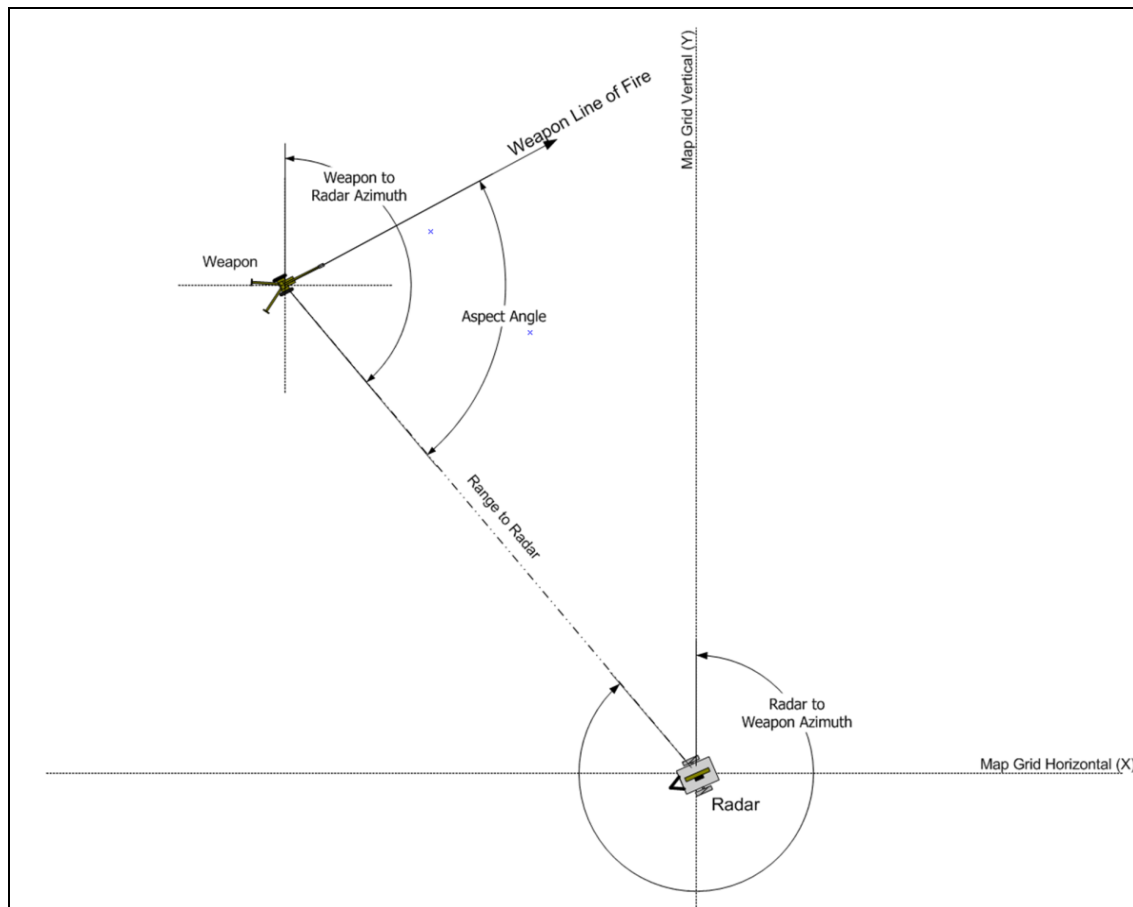 Map Grid Vertical (Y)
Weapon Line of Fire
Weapon to
Radar Azimuth
Weapon
Aspect Angle
Range to Radar
Radar to
Weapon Azimuth
Map Grid Horizontal (X)
Radar